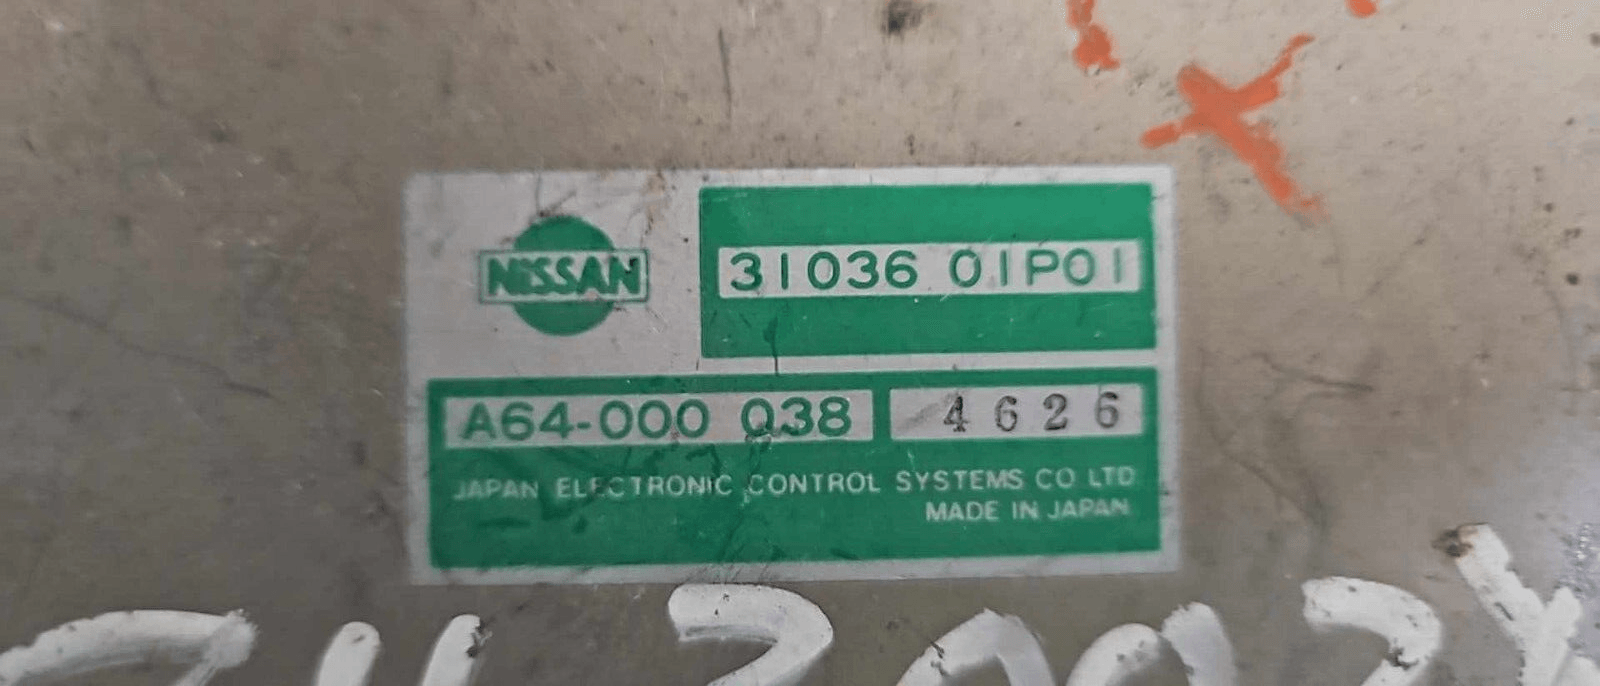 NISSAN
31036 01P01
A64-000 Q38
4626
JAPAN ELECTRONIC CONTROL SYSTEMS CO LTD
MADE IN JAPAN